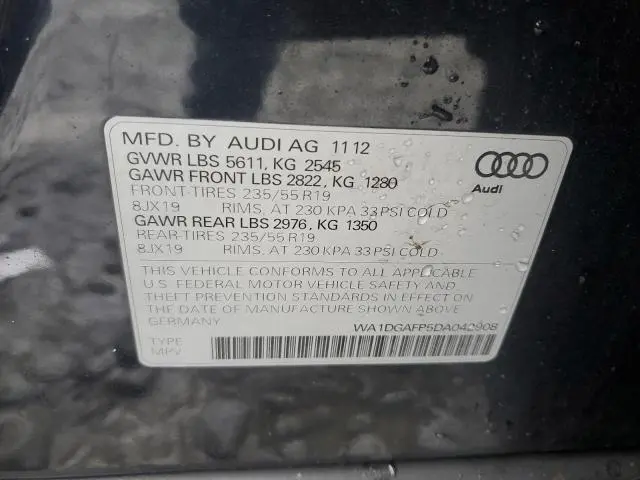 MFD. BY AUDI AG 11 12
GVWR LBS 5611, KG 2545
GAWR FRONT LBS 2822, KG 1280
FRONT-TIRES 235/55 R19
8JX19 RIMS, AT 230 KPA 33 PSI COLD
GAWR REAR LBS 2976, KG 1350
REAR-TIRES 235/55 R19
8JX19 RIMS, AT 230 KPA 33 PSI COLD
Audi
THIS VEHICLE CONFORMS TO ALL APPLICABLE
U.S. FEDERAL MOTOR VEHICLE SAFETY AND
THEFT PREVENTION STANDARDS IN EFFECT ON
THE DATE OF MANUFACTURE SHOWN ABOVE
GERMANY
WA1DGAFP5DA042908
TYPE
MPV